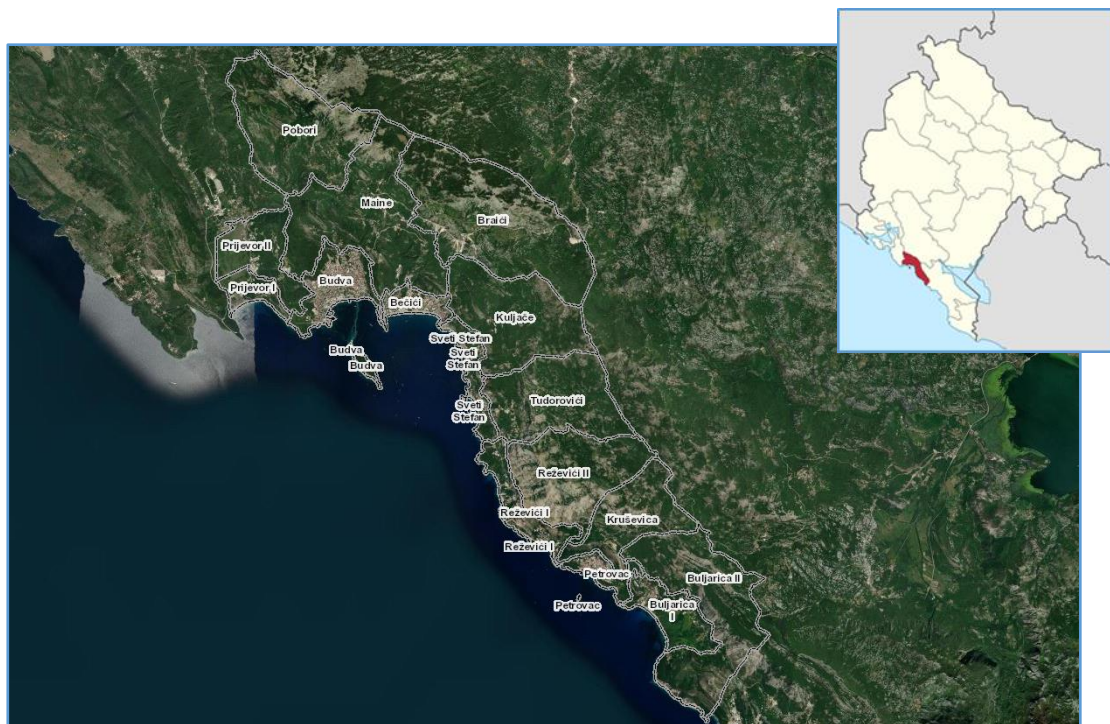 Pobori
Maine
Braići
Prijevor II
Prijevor I
Budva
Bečići
Kuljače
Sveti Stefan
Budva
Budva
Sveti
Stefan
Tudorovići
Sveti
Stefan
Reževići II
Reževići I
Kruševica
Reževići I
Petrovac
Buljarica II
Petrovac
Buljarica
I